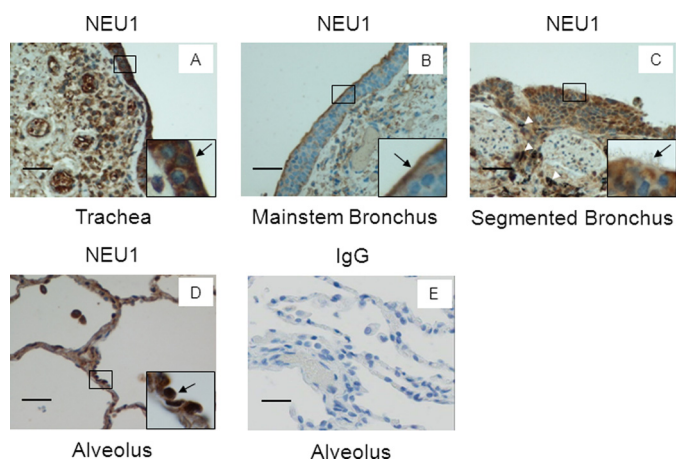 NEU1 NEU1 NEU1
A B C
Trachea Mainstem Bronchus Segmented Bronchus
NEU1 IgG
D E
Alveolus Alveolus